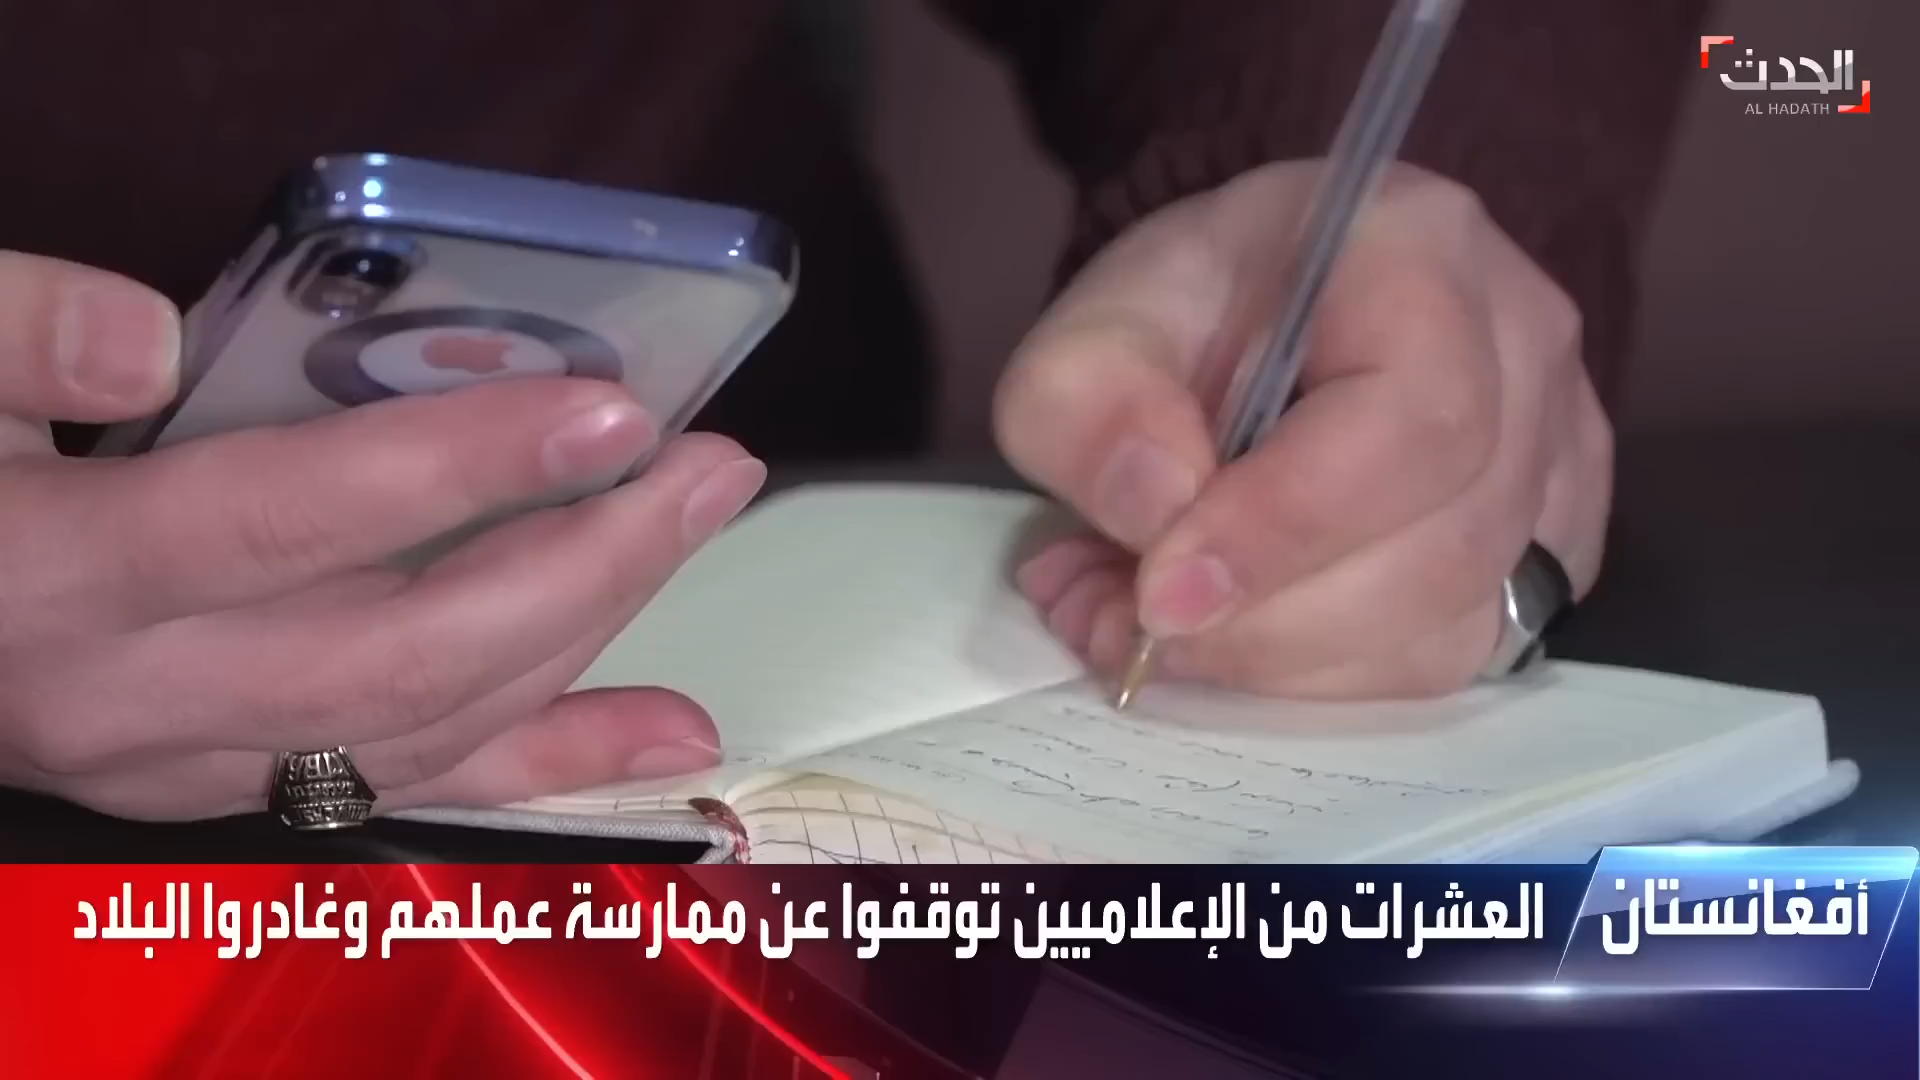 الحدث
AL HADATH
أفغانستان
العشرات من الإعلاميين توقفوا عن ممارسة عملهم وغادروا البلاد